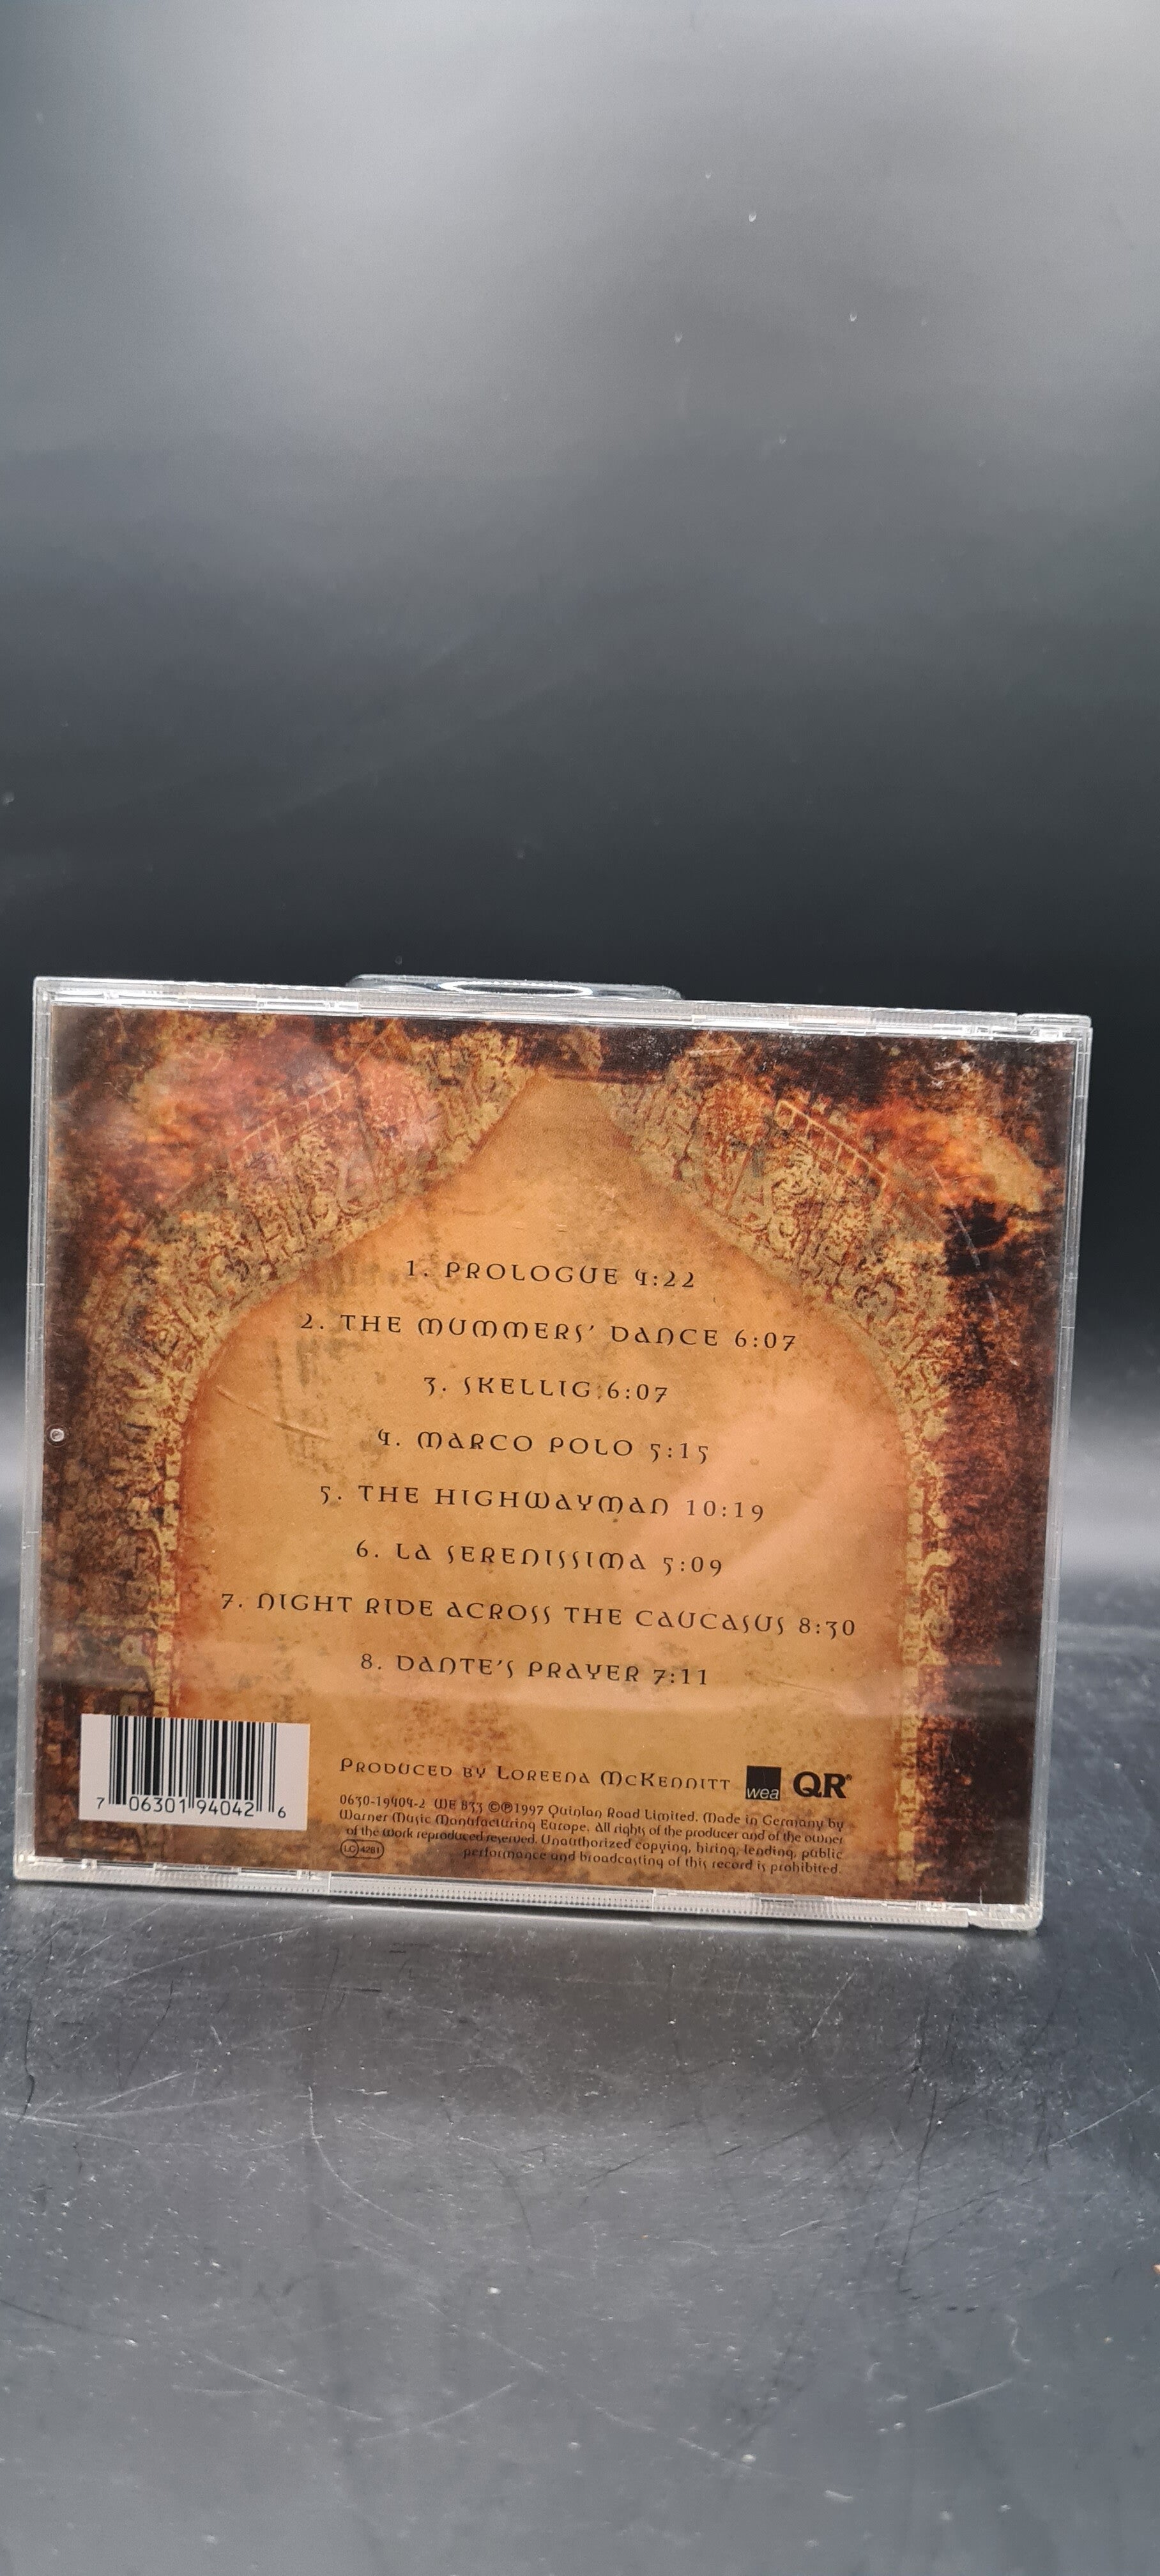 1. PROLOGUE 4:22
2. THE MUMMERS' DANCE 6:07
3. SKELLIG 6:07
4. MARCO POLO 5:15
5. THE HIGHWAYMAN 10:19
6. LA SERENISSIMA 5:09
7. NIGHT RIDE ACROSS THE CAUCASUS 8:30
8. DANTE'S PRAYER 7:11
PRODUCED BY LOREENA MCKENNITT wea QR
7 06301 94042 6
0630-19404-2 WE 833 ©℗1997 Quinlan Road Limited. Made in Germany by
Warner Music Manufacturing Europe. All rights of the producer and of the owner
of the work reproduced reserved. Unauthorized copying, hiring, lending, public
LC 4281 performance and broadcasting of this record is prohibited.